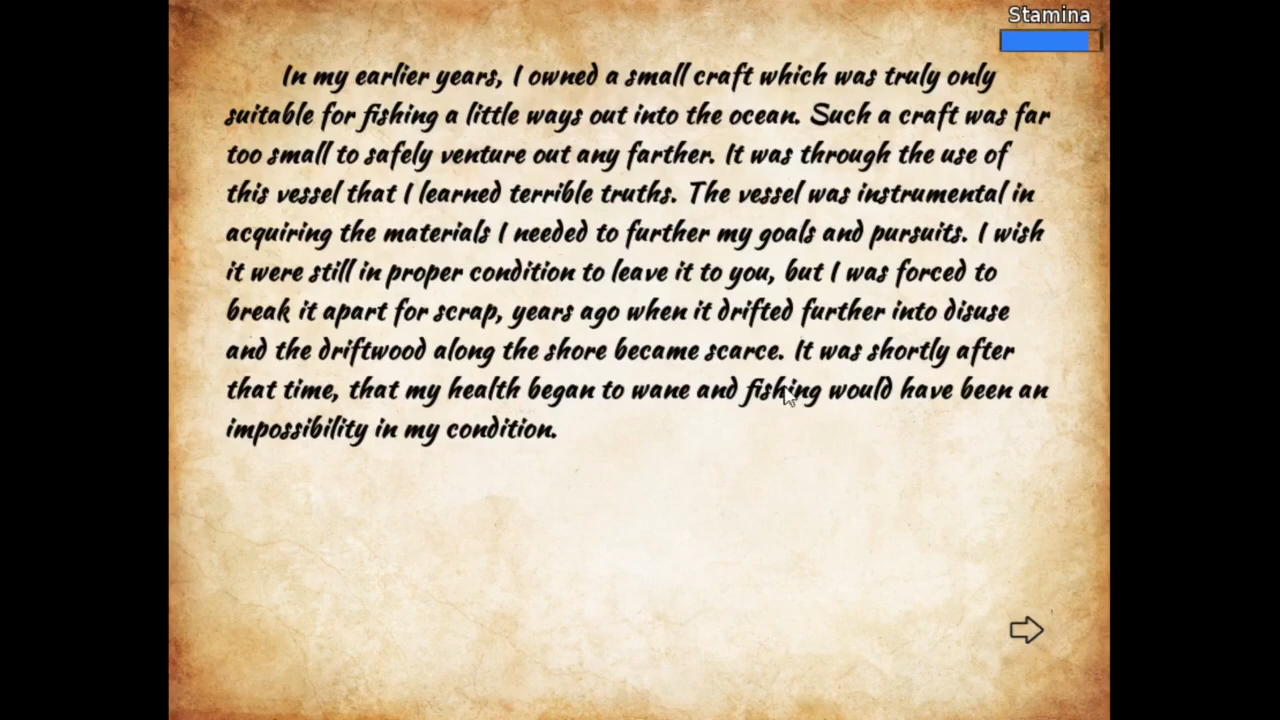 Stamina
In my earlier years, I owned a small craft which was truly only
suitable for fishing a little ways out into the ocean. Such a craft was far
too small to safely venture out any farther. It was through the use of
this vessel that I learned terrible truths. The vessel was instrumental in
acquiring the materials I needed to further my goals and pursuits. I wish
it were still in proper condition to leave it to you, but I was forced to
break it apart for scrap, years ago when it drifted further into disuse
and the driftwood along the shore became scarce. It was shortly after
that time, that my health began to wane and fishing would have been an
impossibility in my condition.